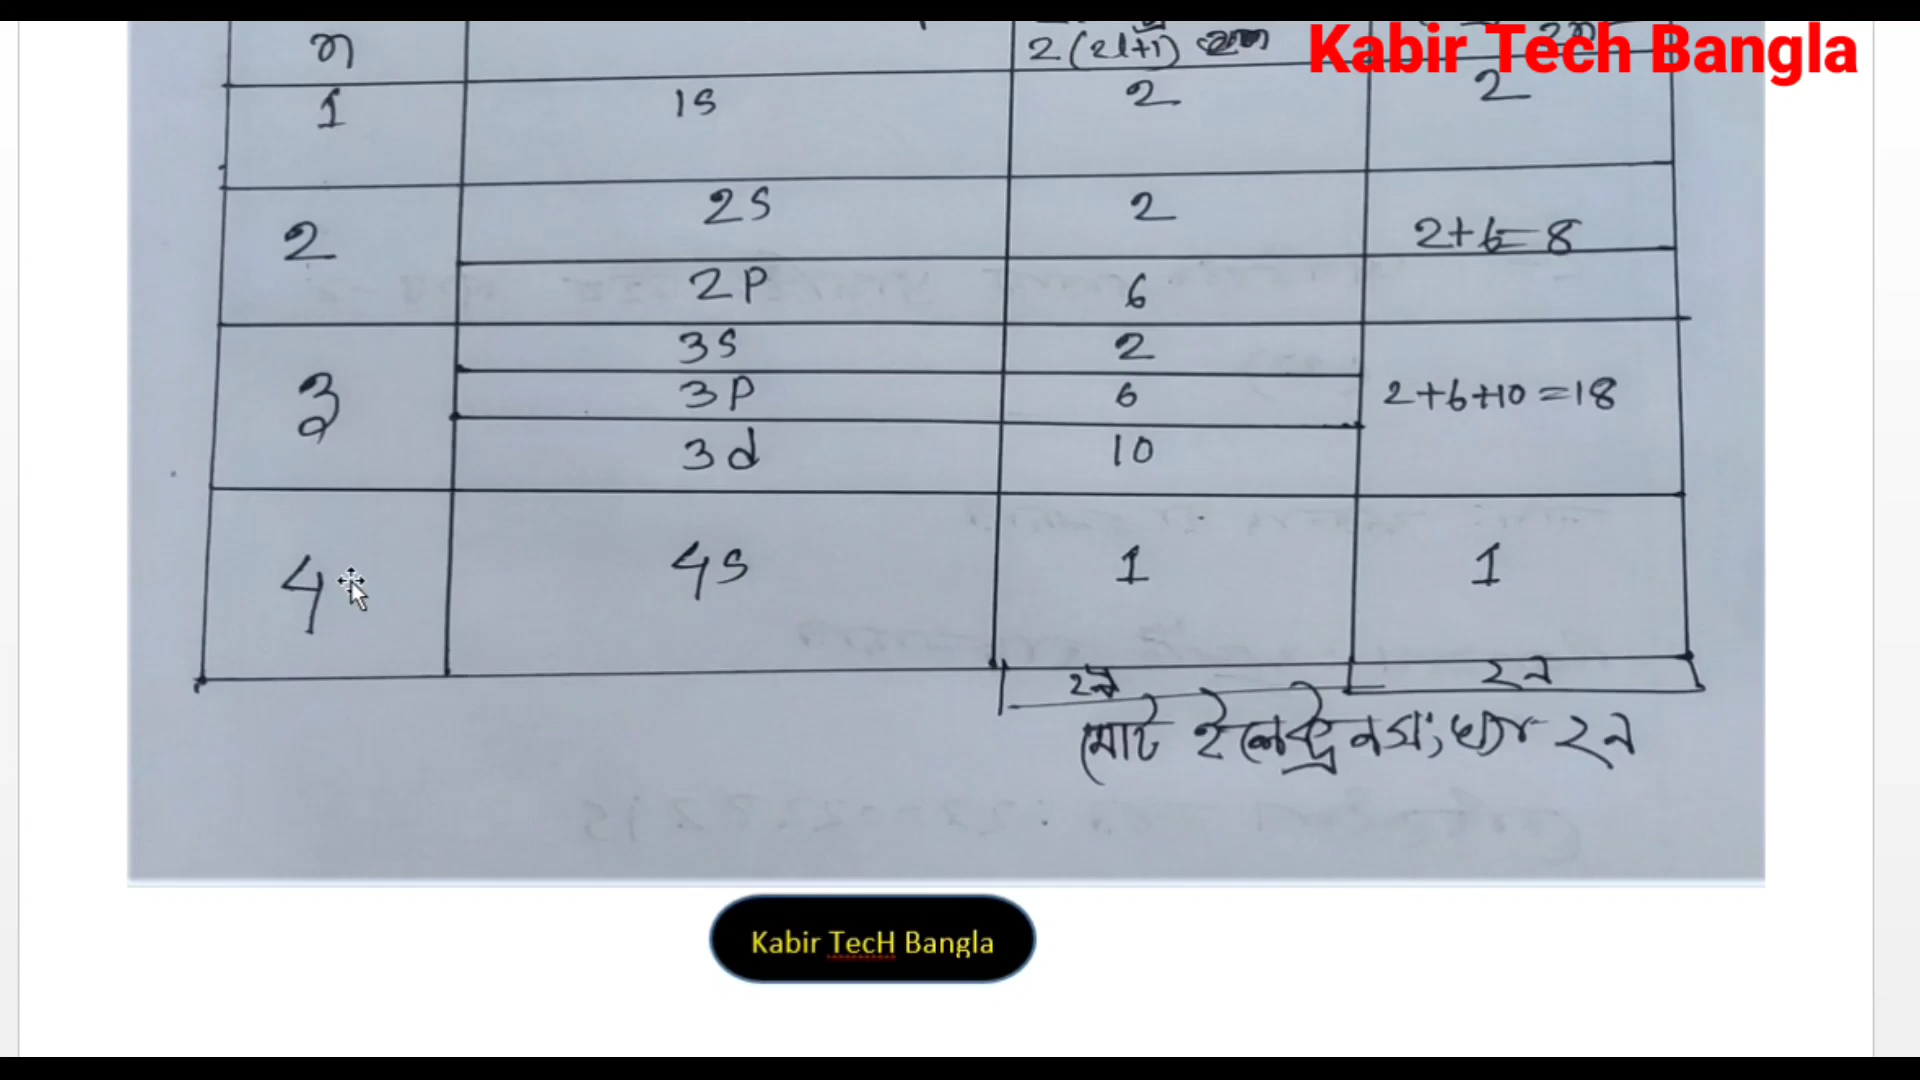 Kabir Tech Bangla
n 2(2l+1)
1 1s 2 2
2 2s 2 2+6=8
2p 6
3 3s 2 2+6+10=18
3p 6
3d 10
4 4s 1 1
২৯ ২৯
মোট ইলেক্ট্রন সংখ্যা ২৯
Kabir TecH Bangla